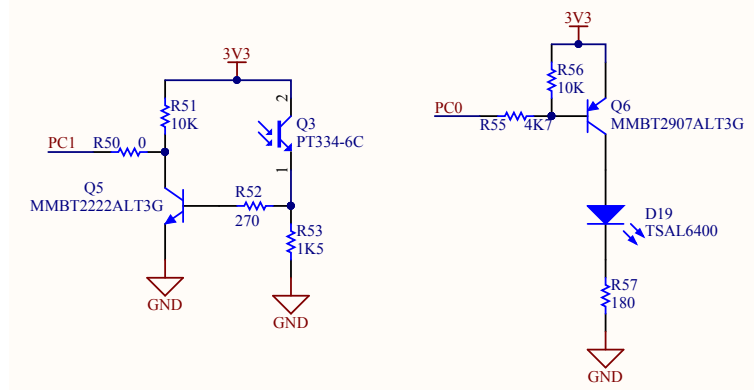 3V3
R51
10K
2
Q3
PT334-6C
PC1
R50
0
1
Q5
MMBT2222ALT3G
R52
270
R53
1K5
GND
GND
3V3
R56
10K
Q6
MMBT2907ALT3G
PC0
R55
4K7
D19
TSAL6400
R57
180
GND